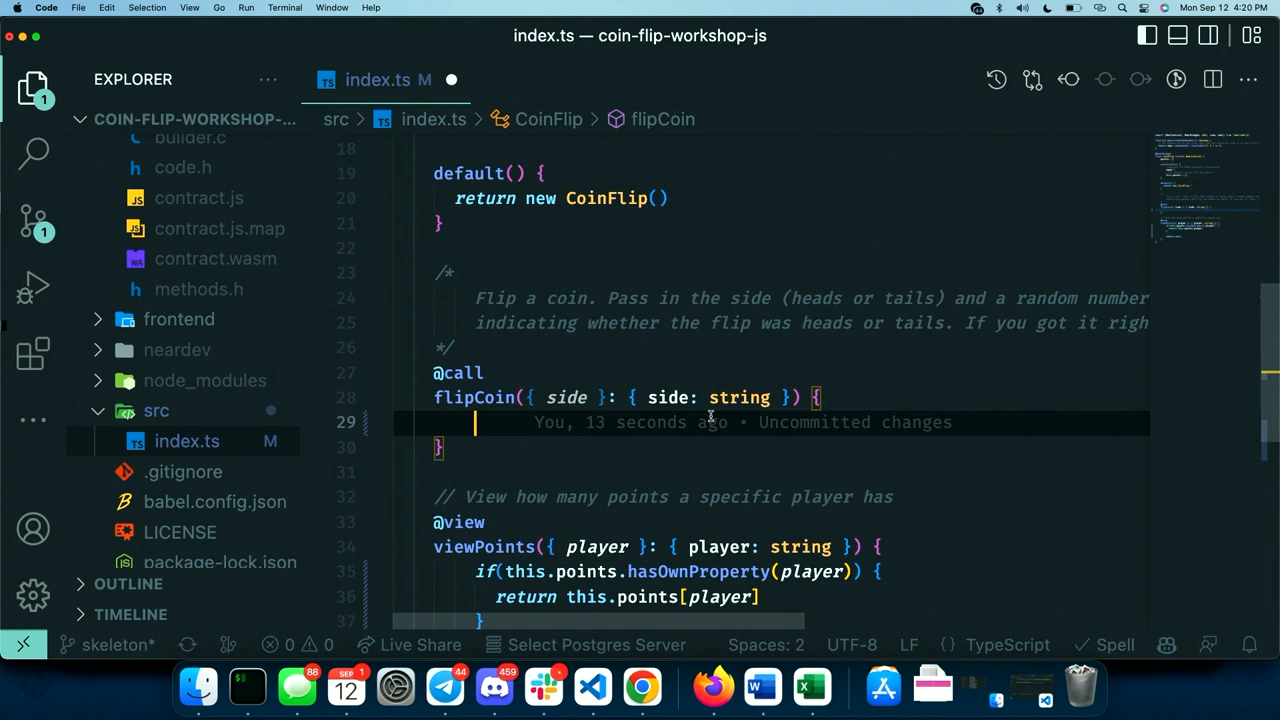 Code File Edit Selection View Go Run Terminal Window Help Mon Sep 12 4:20 PM
index.ts — coin-flip-workshop-js
EXPLORER
index.ts M
COIN-FLIP-WORKSHOP-...
src > index.ts > CoinFlip > flipCoin
builder.c
code.h
contract.js
contract.js.map
contract.wasm
methods.h
frontend
neardev
node_modules
src
index.ts M
.gitignore
babel.config.json
LICENSE
package-lock.json
OUTLINE
TIMELINE
18
19 default() {
20 return new CoinFlip()
21 }
22
23 /*
24 Flip a coin. Pass in the side (heads or tails) and a random number
25 indicating whether the flip was heads or tails. If you got it righ
26 */
27 @call
28 flipCoin({ side }: { side: string }) {
29 You, 13 seconds ago • Uncommitted changes
30 }
31
32 // View how many points a specific player has
33 @view
34 viewPoints({ player }: { player: string }) {
35 if(this.points.hasOwnProperty(player)) {
36 return this.points[player]
37 }
skeleton* 0 0 Live Share Select Postgres Server Spaces: 2 UTF-8 LF {} TypeScript Spell
88 SEP 12 1 44 459